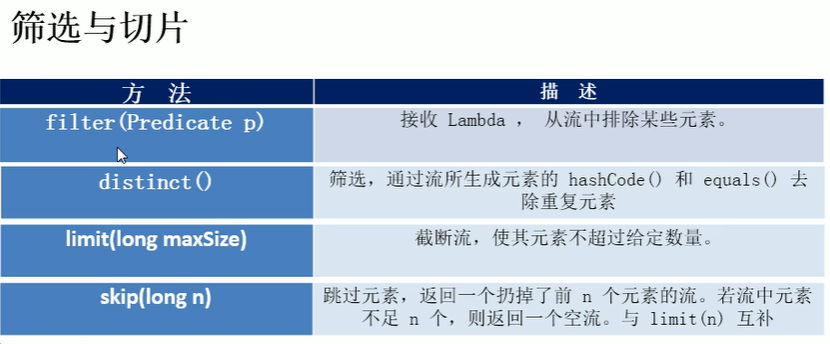 筛选与切片
方 法
描 述
filter(Predicate p)
接收 Lambda ， 从流中排除某些元素。
distinct()
筛选，通过流所生成元素的 hashCode() 和 equals() 去
除重复元素
limit(long maxSize)
截断流，使其元素不超过给定数量。
skip(long n)
跳过元素，返回一个扔掉了前 n 个元素的流。若流中元素
不足 n 个，则返回一个空流。与 limit(n) 互补